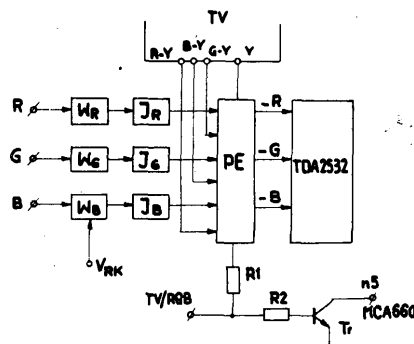 TV
R-Y B-Y G-Y Y
R WR JR -R
G WG JG PE -G TDA2532
B WB JB -B
VRK
R1
TV/RGB R2 n5
MCA660
Tr